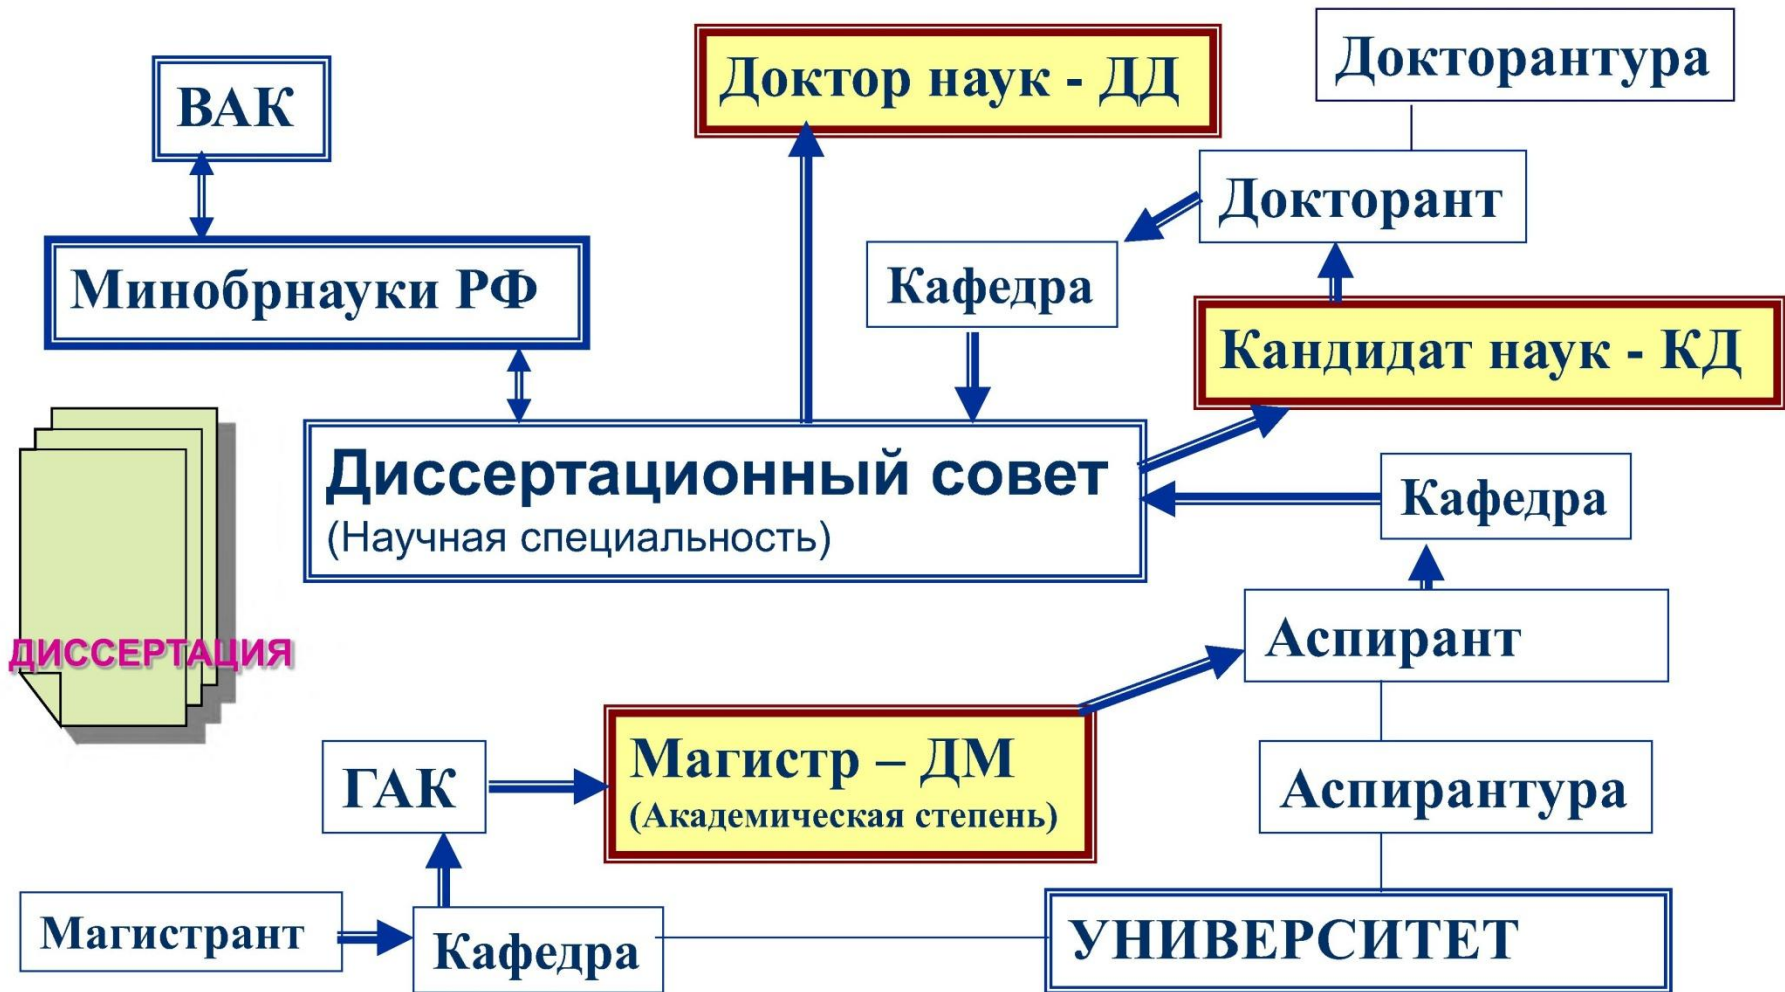 Докторантура
Доктор наук - ДД
ВАК
Докторант
Кафедра
Минобрнауки РФ
Кандидат наук - КД
Диссертационный совет
(Научная специальность)
Кафедра
Аспирант
ДИССЕРТАЦИЯ
Магистр – ДМ
(Академическая степень)
ГАК
Аспирантура
Магистрант
Кафедра
УНИВЕРСИТЕТ